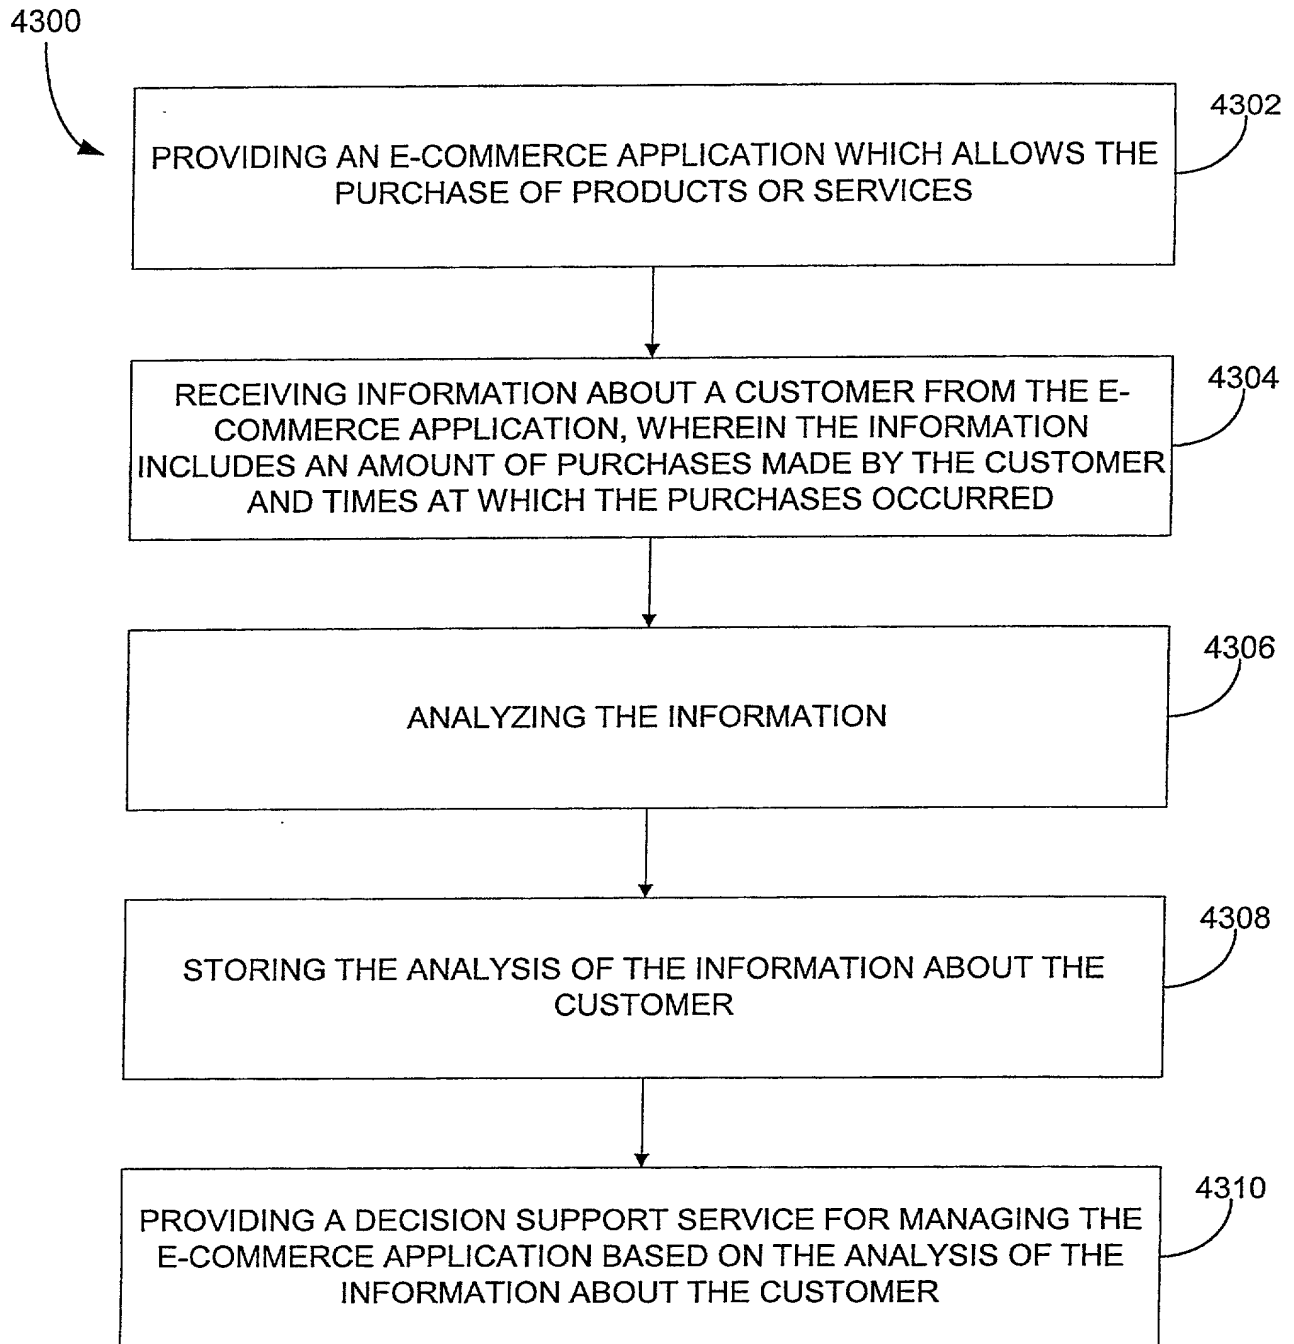 4300
4302
PROVIDING AN E-COMMERCE APPLICATION WHICH ALLOWS THE
PURCHASE OF PRODUCTS OR SERVICES
4304
RECEIVING INFORMATION ABOUT A CUSTOMER FROM THE E-
COMMERCE APPLICATION, WHEREIN THE INFORMATION
INCLUDES AN AMOUNT OF PURCHASES MADE BY THE CUSTOMER
AND TIMES AT WHICH THE PURCHASES OCCURRED
4306
ANALYZING THE INFORMATION
4308
STORING THE ANALYSIS OF THE INFORMATION ABOUT THE
CUSTOMER
4310
PROVIDING A DECISION SUPPORT SERVICE FOR MANAGING THE
E-COMMERCE APPLICATION BASED ON THE ANALYSIS OF THE
INFORMATION ABOUT THE CUSTOMER